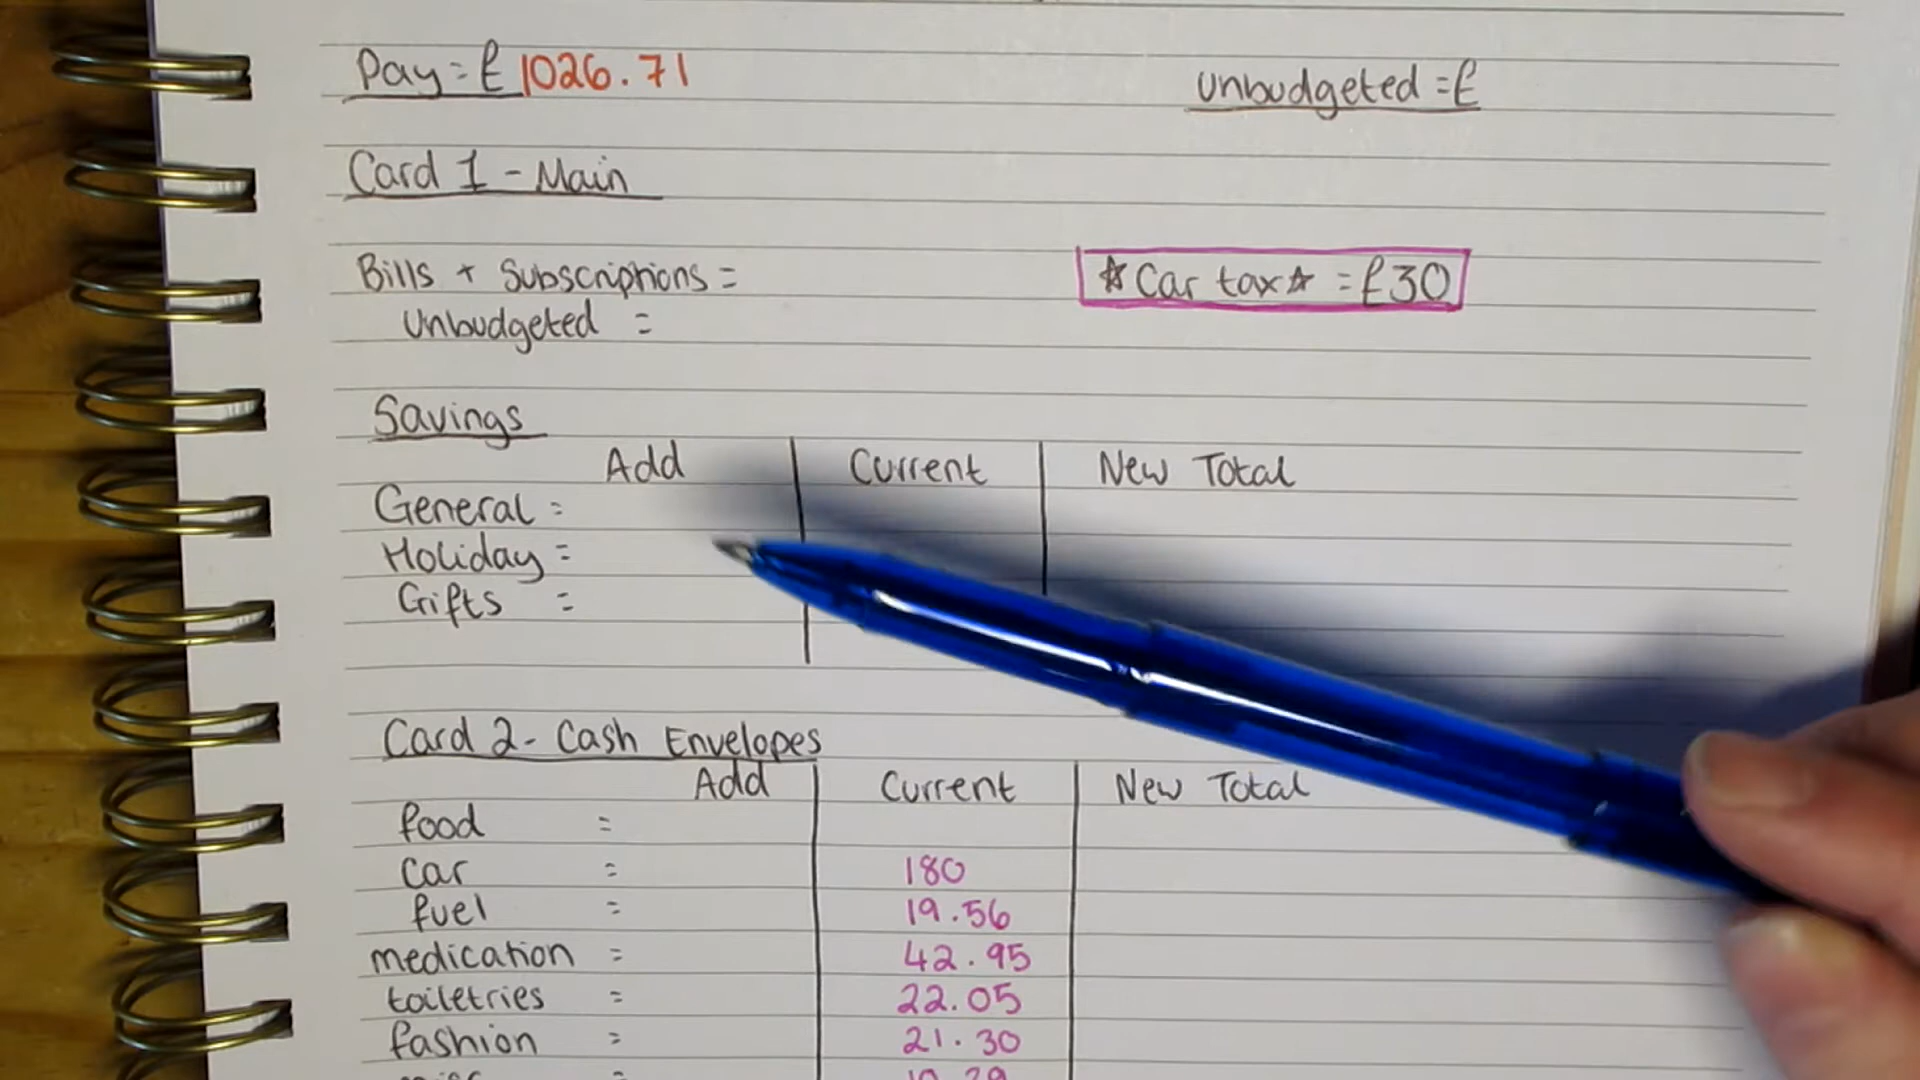 Pay = £1026.71 unbudgeted = £
Card 1 - Main
Bills + Subscriptions = ☆Car tax☆ = £30
Unbudgeted =
Savings
Add Current New Total
General =
Holiday =
Gifts =
Card 2 - Cash Envelopes
Add Current New Total
food =
car = 180
fuel = 19.56
medication = 42.95
toiletries = 22.05
fashion = 21.30